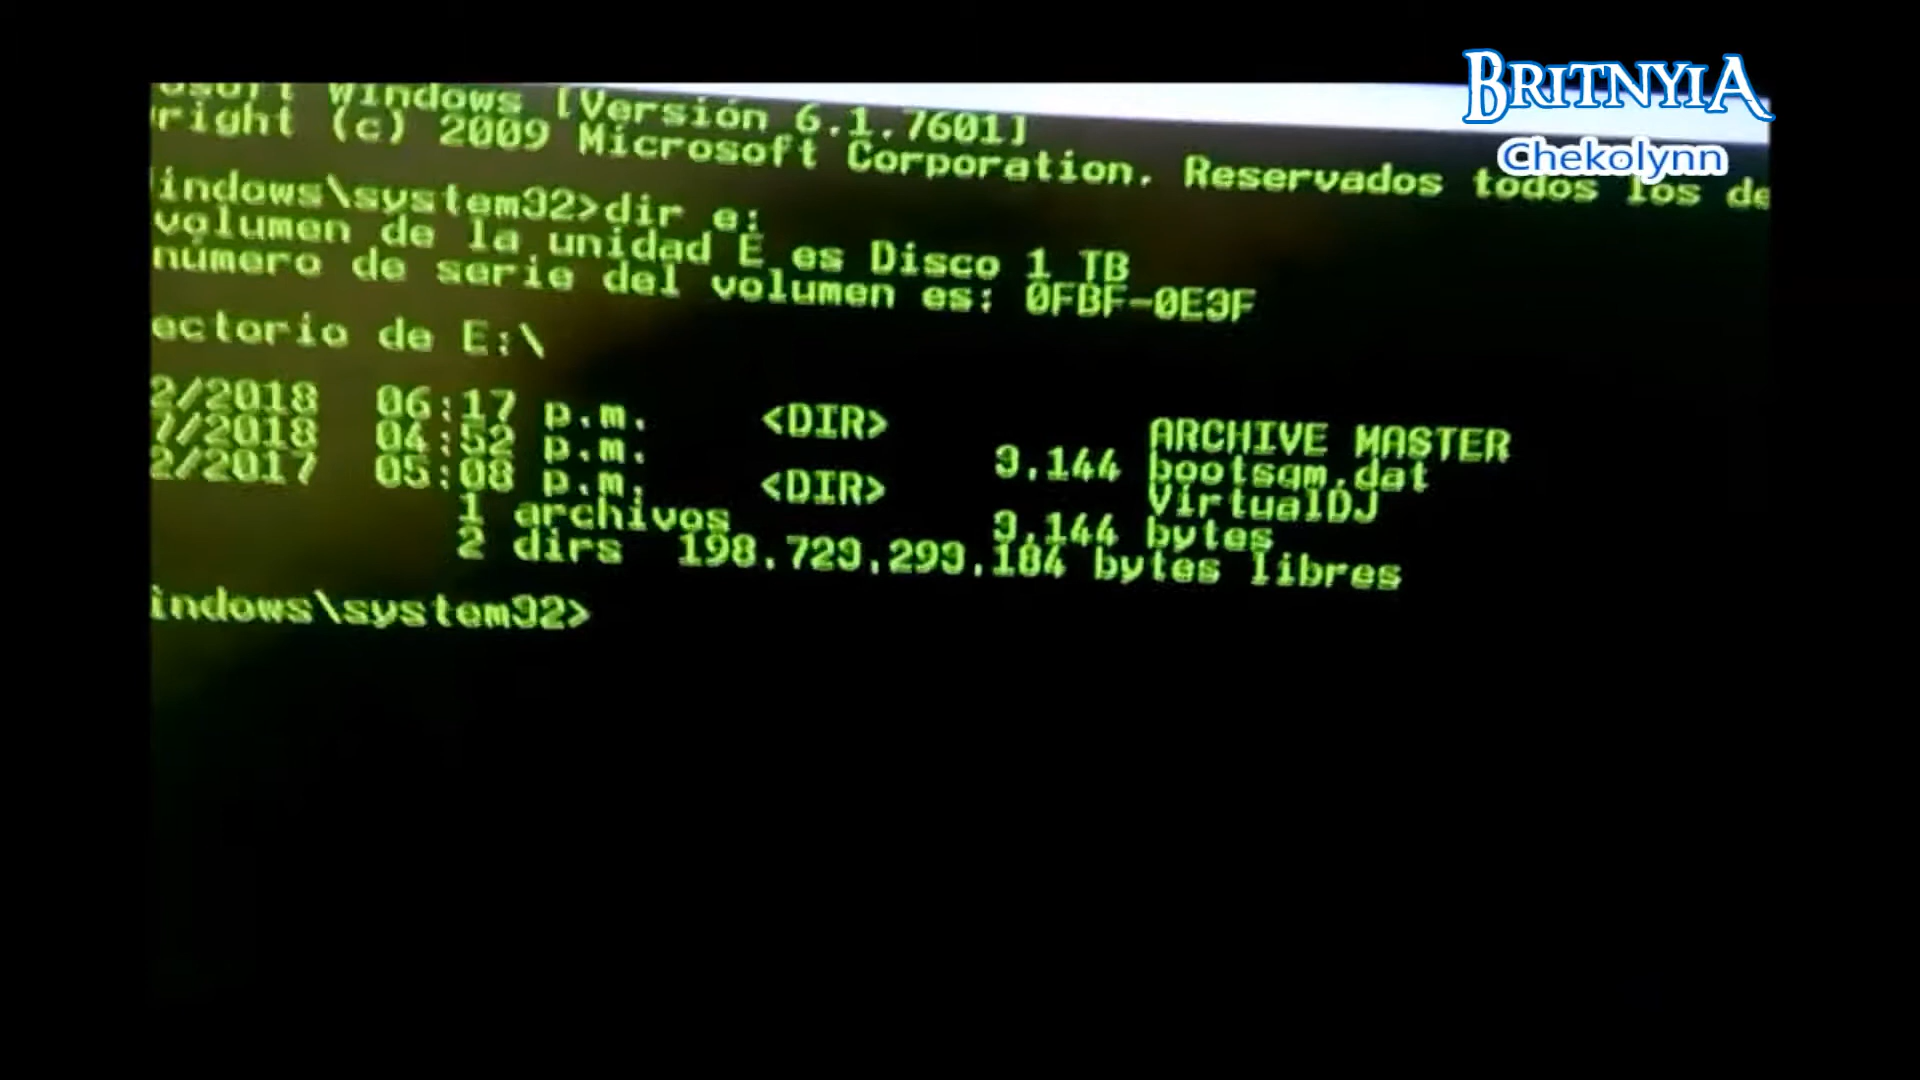 BRITNYIA
Chekolynn
osoft Windows [Versión 6.1.7601]
right (c) 2009 Microsoft Corporation. Reservados todos los de
indows\system32>dir e:
volumen de la unidad E es Disco 1 TB
número de serie del volumen es: 0FBF-0E3F
ectorio de E:\
2/2018 06:17 p.m. <DIR> ARCHIVE MASTER
7/2018 04:52 p.m. 3.144 bootsqm.dat
2/2017 05:08 p.m. <DIR> VirtualDJ
1 archivos 3.144 bytes
2 dirs 198.729.299.184 bytes libres
indows\system32>